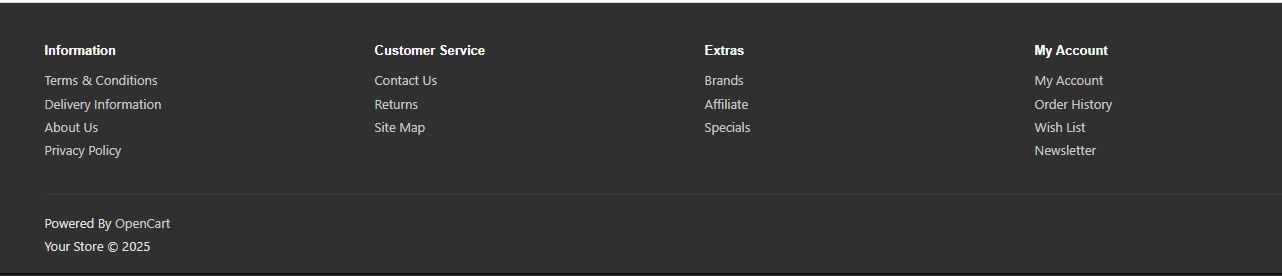 Information
Terms & Conditions
Delivery Information
About Us
Privacy Policy
Customer Service
Contact Us
Returns
Site Map
Extras
Brands
Affiliate
Specials
My Account
My Account
Order History
Wish List
Newsletter
Powered By OpenCart
Your Store © 2025